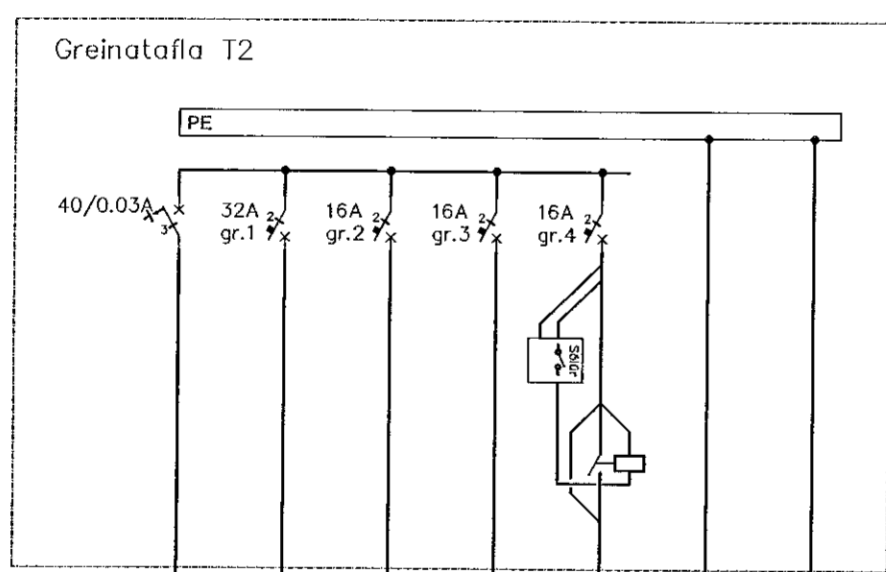 Greinatafla T2
PE
40/0.03A
3
32A
gr.1
2
16A
gr.2
2
16A
gr.3
2
16A
gr.4
2
Sólúr